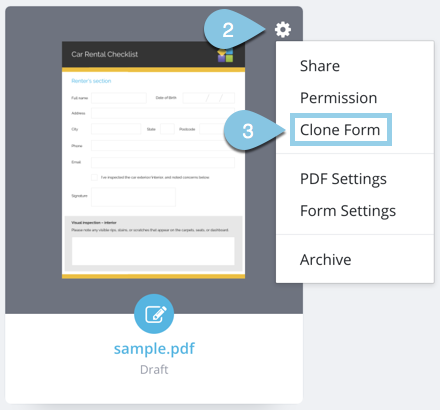 2
Car Rental Checklist
Renter's section
Full name
Date of Birth
/ /
Address
City
State
Postcode
Phone
Email
I've inspected the car exterior/interior and noted concerns below.
Signature
Visual Inspection - Interior
Please note any visible rips, stains, or scratches that appear on the carpets, seats, or dashboard
Share
Permission
3
Clone Form
PDF Settings
Form Settings
Archive
sample.pdf
Draft